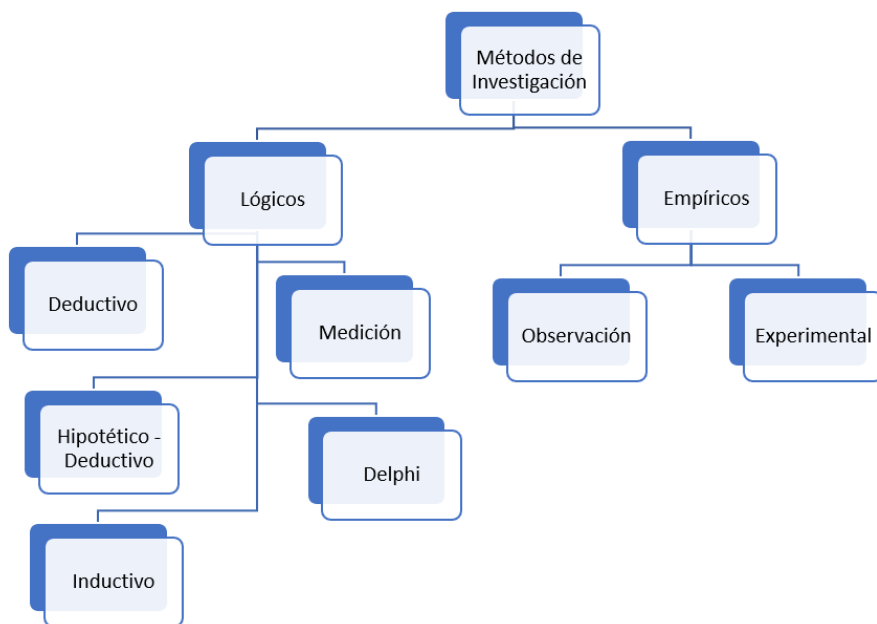 Métodos de
Investigación
Lógicos
Empíricos
Deductivo
Medición
Observación
Experimental
Hipotético -
Deductivo
Delphi
Inductivo